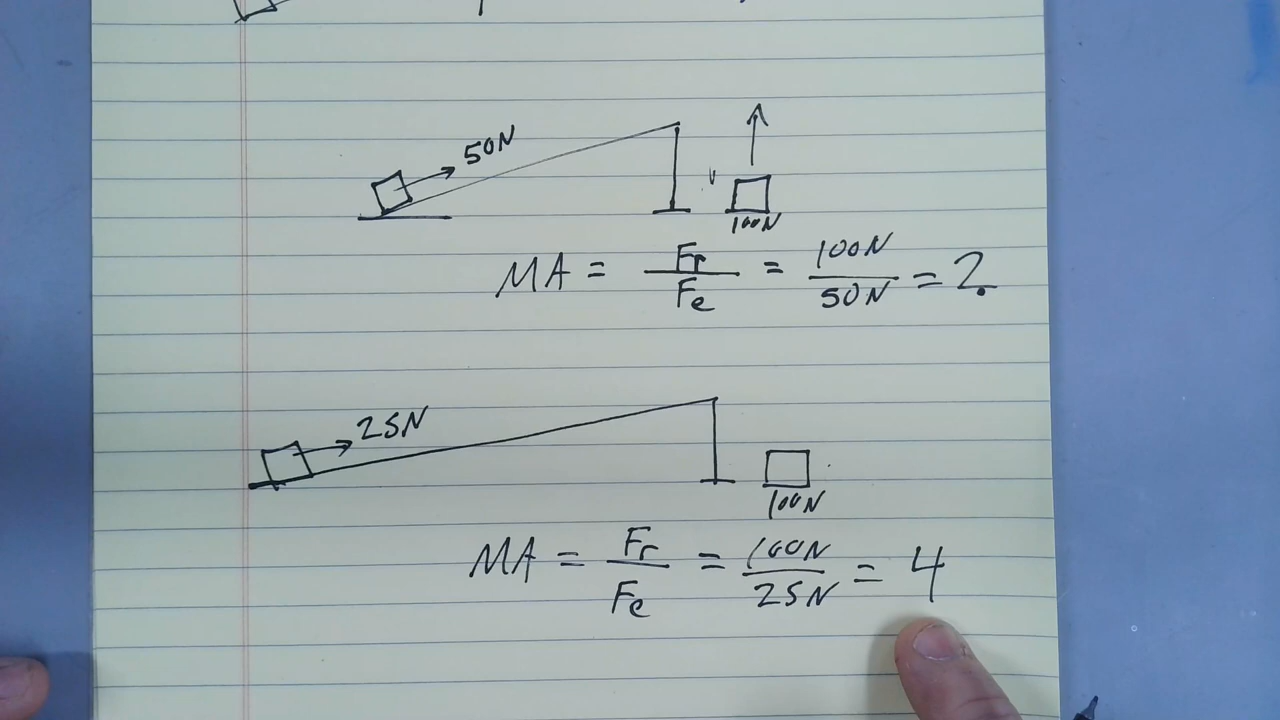 50N
100N
MA = Fr / Fe = 100N / 50N = 2.
25N
100N
MA = Fr / Fe = 100N / 25N = 4